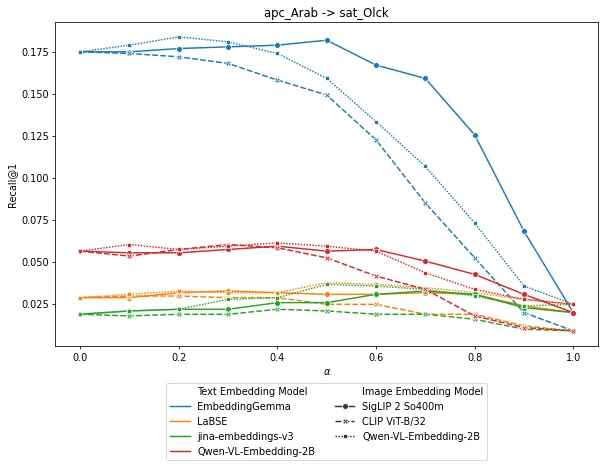 apc_Arab -> sat_Olck
0.175
0.150
0.125
0.100
0.075
0.050
0.025
Recall@1
0.0 0.2 0.4 0.6 0.8 1.0
α
Text Embedding Model
EmbeddingGemma
LaBSE
jina-embeddings-v3
Qwen-VL-Embedding-2B
Image Embedding Model
SigLIP 2 So400m
CLIP ViT-B/32
Qwen-VL-Embedding-2B